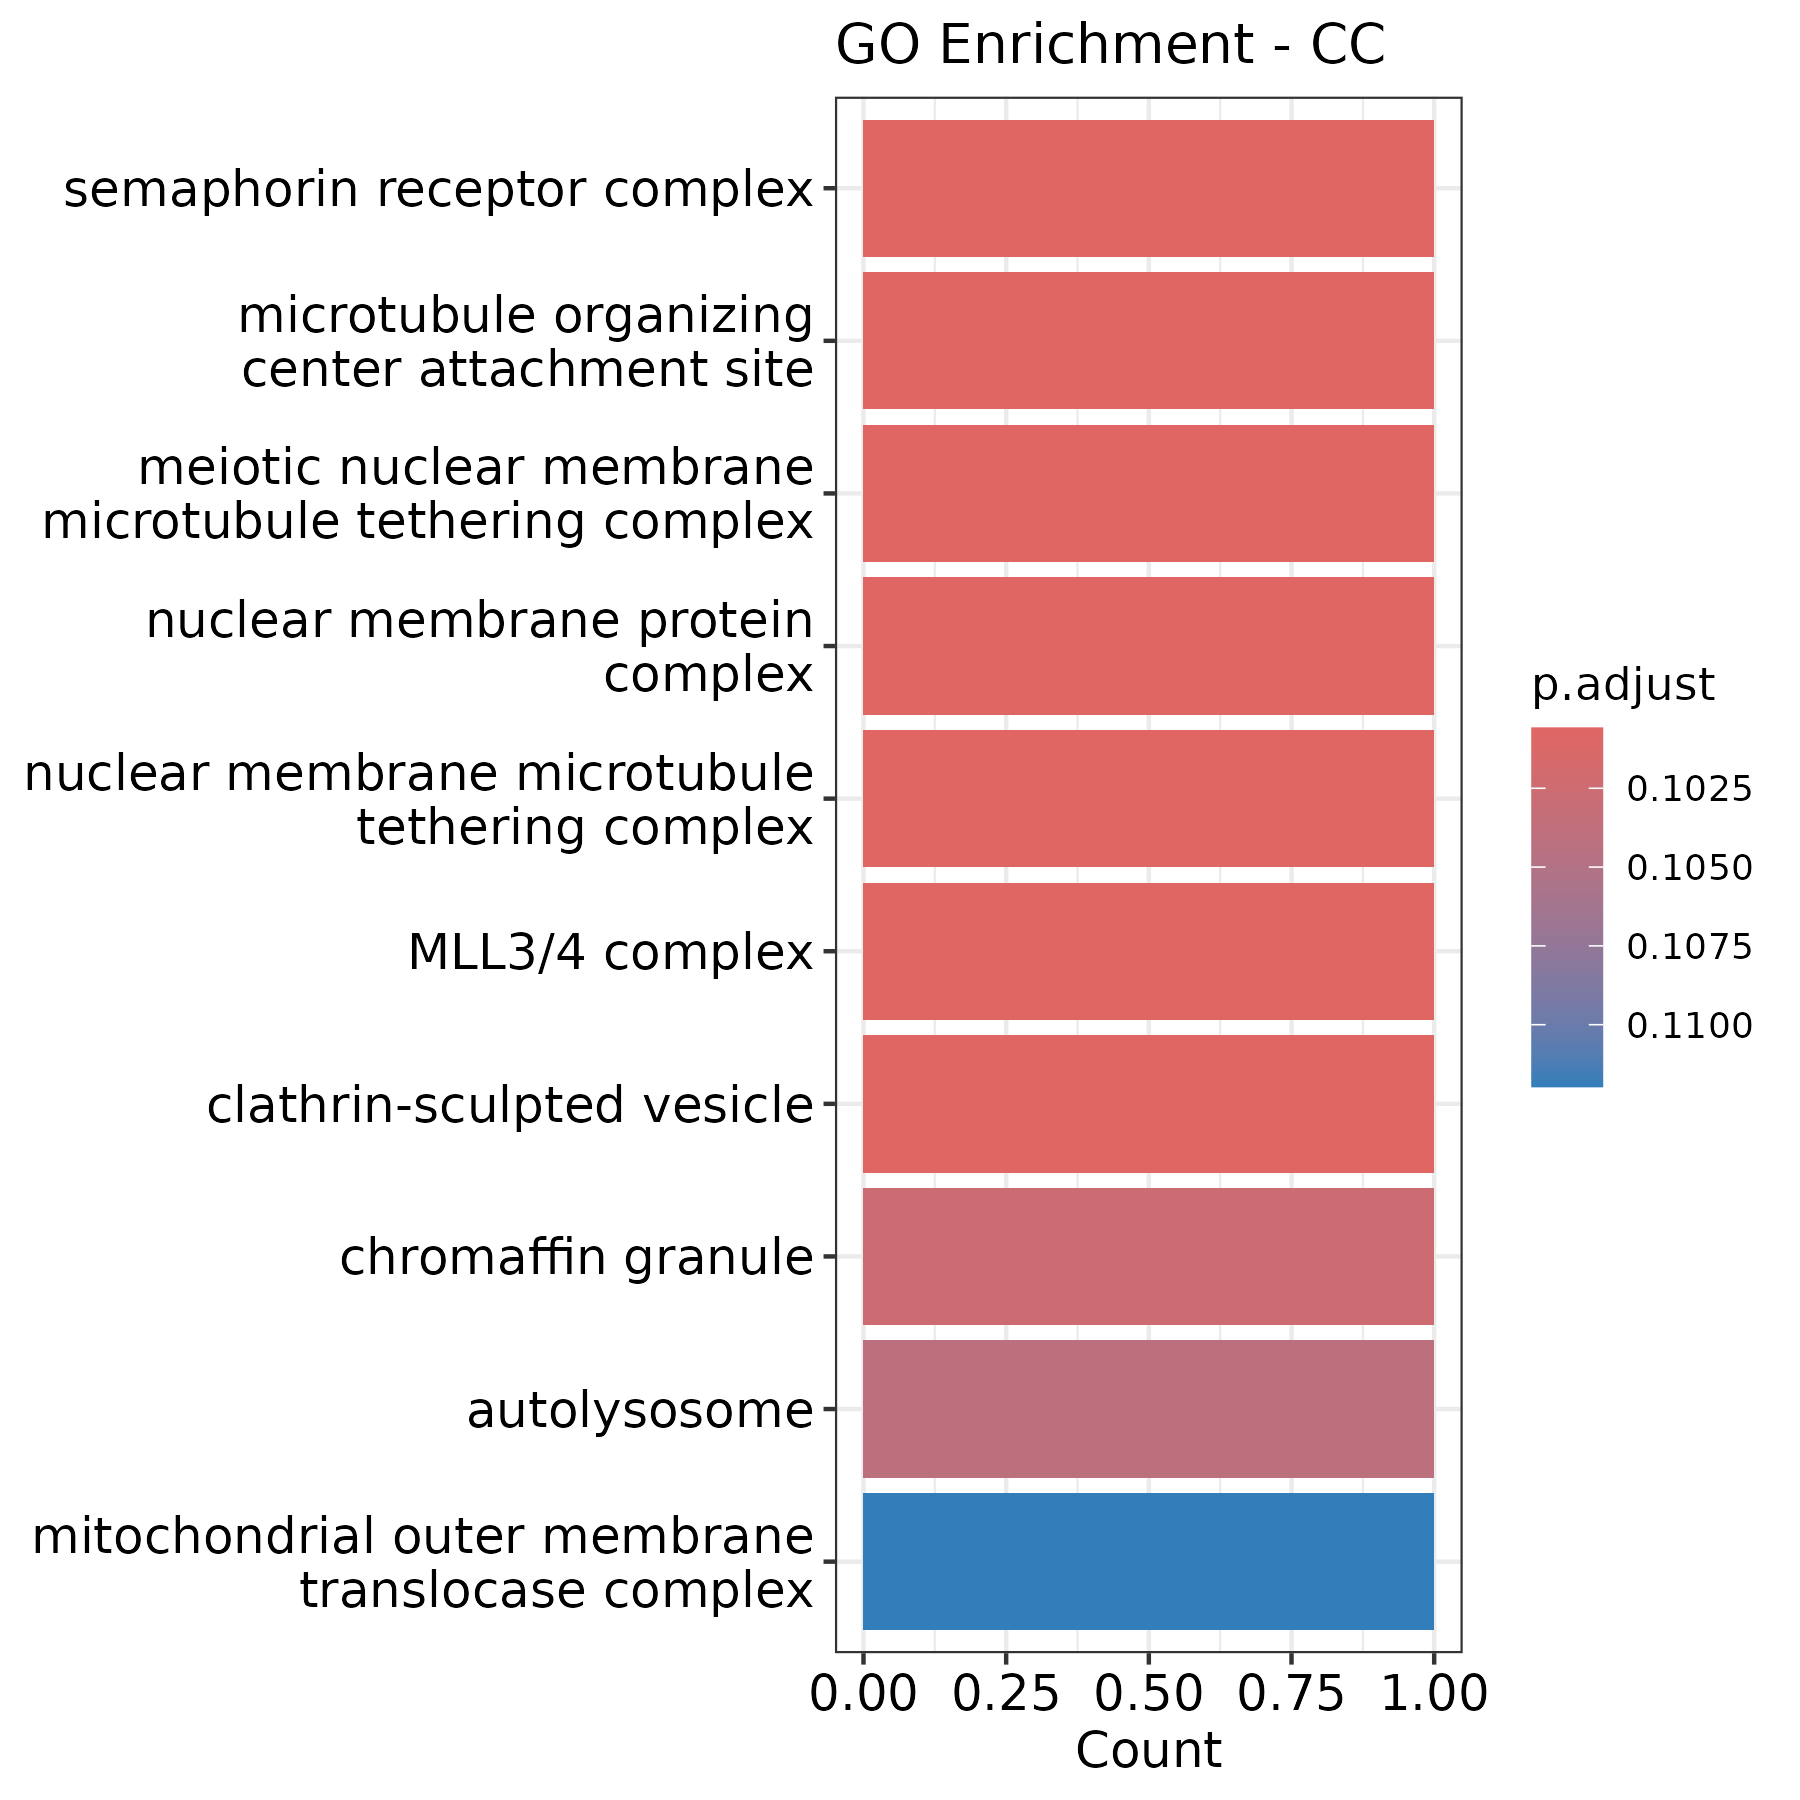 GO Enrichment - CC
semaphorin receptor complex
microtubule organizing
center attachment site
meiotic nuclear membrane
microtubule tethering complex
nuclear membrane protein
complex
nuclear membrane microtubule
tethering complex
MLL3/4 complex
clathrin-sculpted vesicle
chromaffin granule
autolysosome
mitochondrial outer membrane
translocase complex
0.00 0.25 0.50 0.75 1.00
Count
p.adjust
0.1025
0.1050
0.1075
0.1100